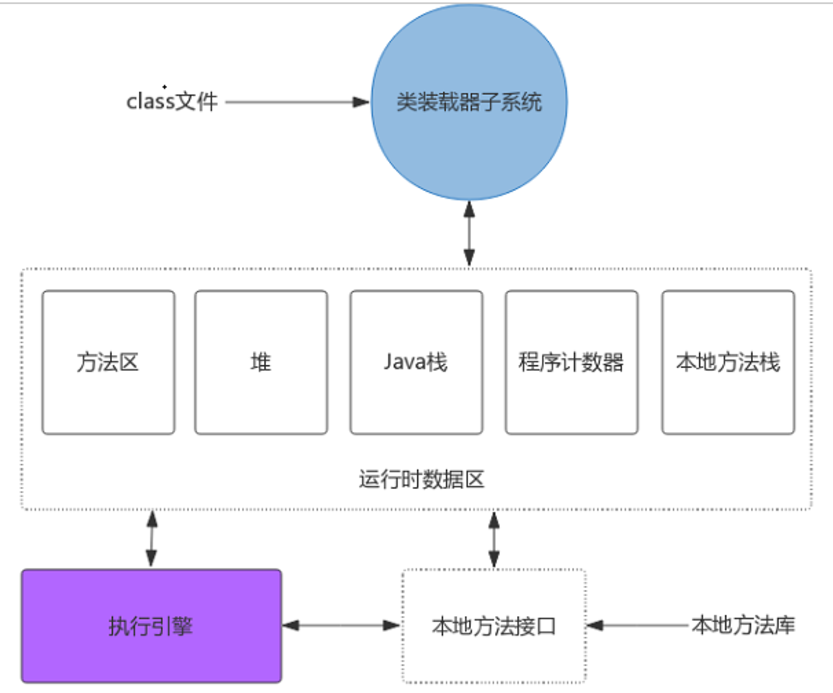 class文件
类装载器子系统
方法区
堆
Java栈
程序计数器
本地方法栈
运行时数据区
执行引擎
本地方法接口
本地方法库